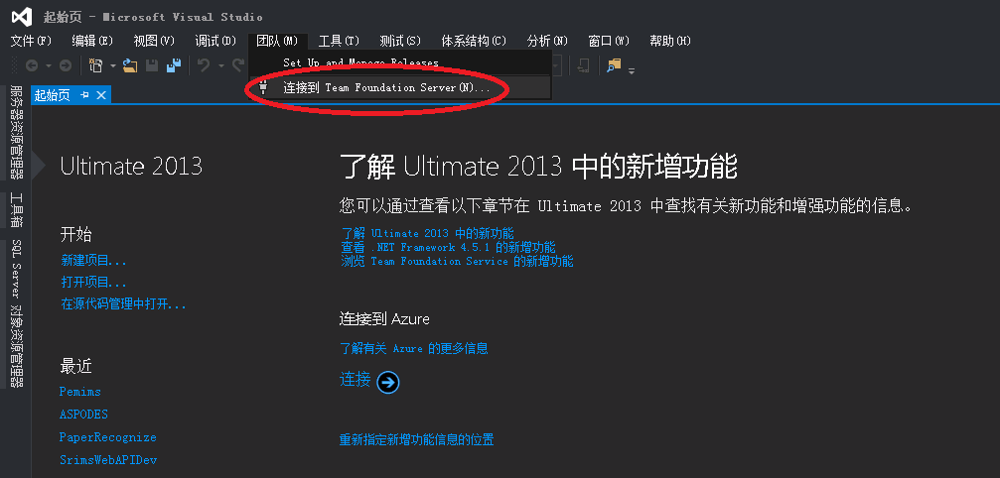 起始页 - Microsoft Visual Studio
文件(F) 编辑(E) 视图(V) 调试(D) 团队(M) 工具(T) 测试(S) 体系结构(C) 分析(N) 窗口(W) 帮助(H)
Set Up and Manage Releases
连接到 Team Foundation Server(N)...
起始页
服务器资源管理器
工具箱
SQL Server 对象资源管理器
Ultimate 2013
开始
新建项目...
打开项目...
在源代码管理中打开...
最近
Pemims
ASPODES
PaperRecognize
SrimsWebAPIDev
了解 Ultimate 2013 中的新增功能
您可以通过查看以下章节在 Ultimate 2013 中查找有关新功能和增强功能的信息。
了解 Ultimate 2013 中的新功能
查看 .NET Framework 4.5.1 的新增功能
浏览 Team Foundation Service 的新增功能
连接到 Azure
了解有关 Azure 的更多信息
连接
重新指定新增功能信息的位置